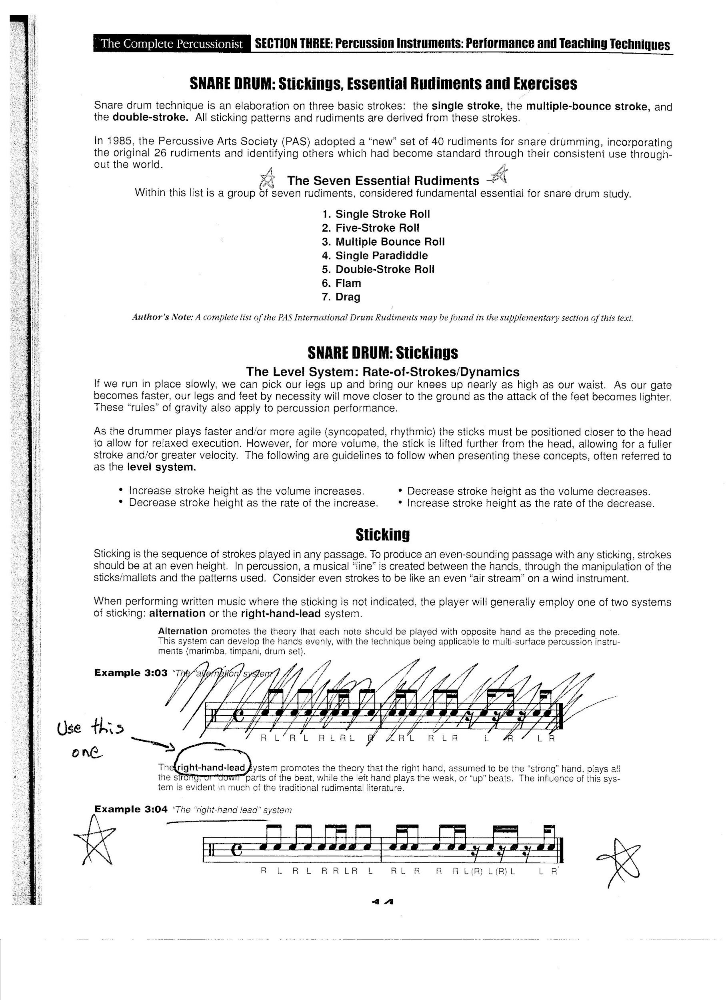 The Complete Percussionist SECTION THREE: Percussion Instruments: Performance and Teaching Techniques
SNARE DRUM: Stickings, Essential Rudiments and Exercises
Snare drum technique is an elaboration on three basic strokes: the single stroke, the multiple-bounce stroke, and
the double-stroke. All sticking patterns and rudiments are derived from these strokes.
In 1985, the Percussive Arts Society (PAS) adopted a “new” set of 40 rudiments for snare drumming, incorporating
the original 26 rudiments and identifying others which had become standard through their consistent use through-
out the world.
The Seven Essential Rudiments
Within this list is a group of seven rudiments, considered fundamental essential for snare drum study.
1. Single Stroke Roll
2. Five-Stroke Roll
3. Multiple Bounce Roll
4. Single Paradiddle
5. Double-Stroke Roll
6. Flam
7. Drag
Author's Note: A complete list of the PAS International Drum Rudiments may be found in the supplementary section of this text.
SNARE DRUM: Stickings
The Level System: Rate-of-Strokes/Dynamics
If we run in place slowly, we can pick our legs up and bring our knees up nearly as high as our waist. As our gate
becomes faster, our legs and feet by necessity will move closer to the ground as the attack of the feet becomes lighter.
These “rules” of gravity also apply to percussion performance.
As the drummer plays faster and/or more agile (syncopated, rhythmic) the sticks must be positioned closer to the head
to allow for relaxed execution. However, for more volume, the stick is lifted further from the head, allowing for a fuller
stroke and/or greater velocity. The following are guidelines to follow when presenting these concepts, often referred to
as the level system.
• Increase stroke height as the volume increases. • Decrease stroke height as the volume decreases.
• Decrease stroke height as the rate of the increase. • Increase stroke height as the rate of the decrease.
Sticking
Sticking is the sequence of strokes played in any passage. To produce an even-sounding passage with any sticking, strokes
should be at an even height. In percussion, a musical “line” is created between the hands, through the manipulation of the
sticks/mallets and the patterns used. Consider even strokes to be like an even “air stream” on a wind instrument.
When performing written music where the sticking is not indicated, the player will generally employ one of two systems
of sticking: alternation or the right-hand-lead system.
Alternation promotes the theory that each note should be played with opposite hand as the preceding note.
This system can develop the hands evenly, with the technique being applicable to multi-surface percussion instru-
ments (marimba, timpani, drum set).
Example 3:03 “The “alternation” system
R L R L R L R L R L R L R L R L R L R
Use this
one
The right-hand-lead system promotes the theory that the right hand, assumed to be the “strong” hand, plays all
the strong, or “down” parts of the beat, while the left hand plays the weak, or “up” beats. The influence of this sys-
tem is evident in much of the traditional rudimental literature.
Example 3:04 “The “right-hand lead” system
R L R L R R L R L R L R R R L (R) L (R) L L R